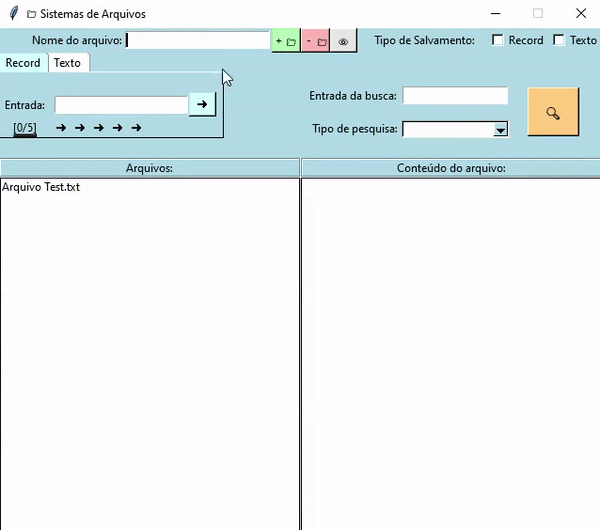 Sistemas de Arquivos
Nome do arquivo: + - Tipo de Salvamento: Record Texto
Record Texto
Entrada da busca:
Entrada: ➔
Tipo de pesquisa:
[0/5] ➔ ➔ ➔ ➔ ➔
Arquivos: Conteúdo do arquivo:
Arquivo Test.txt